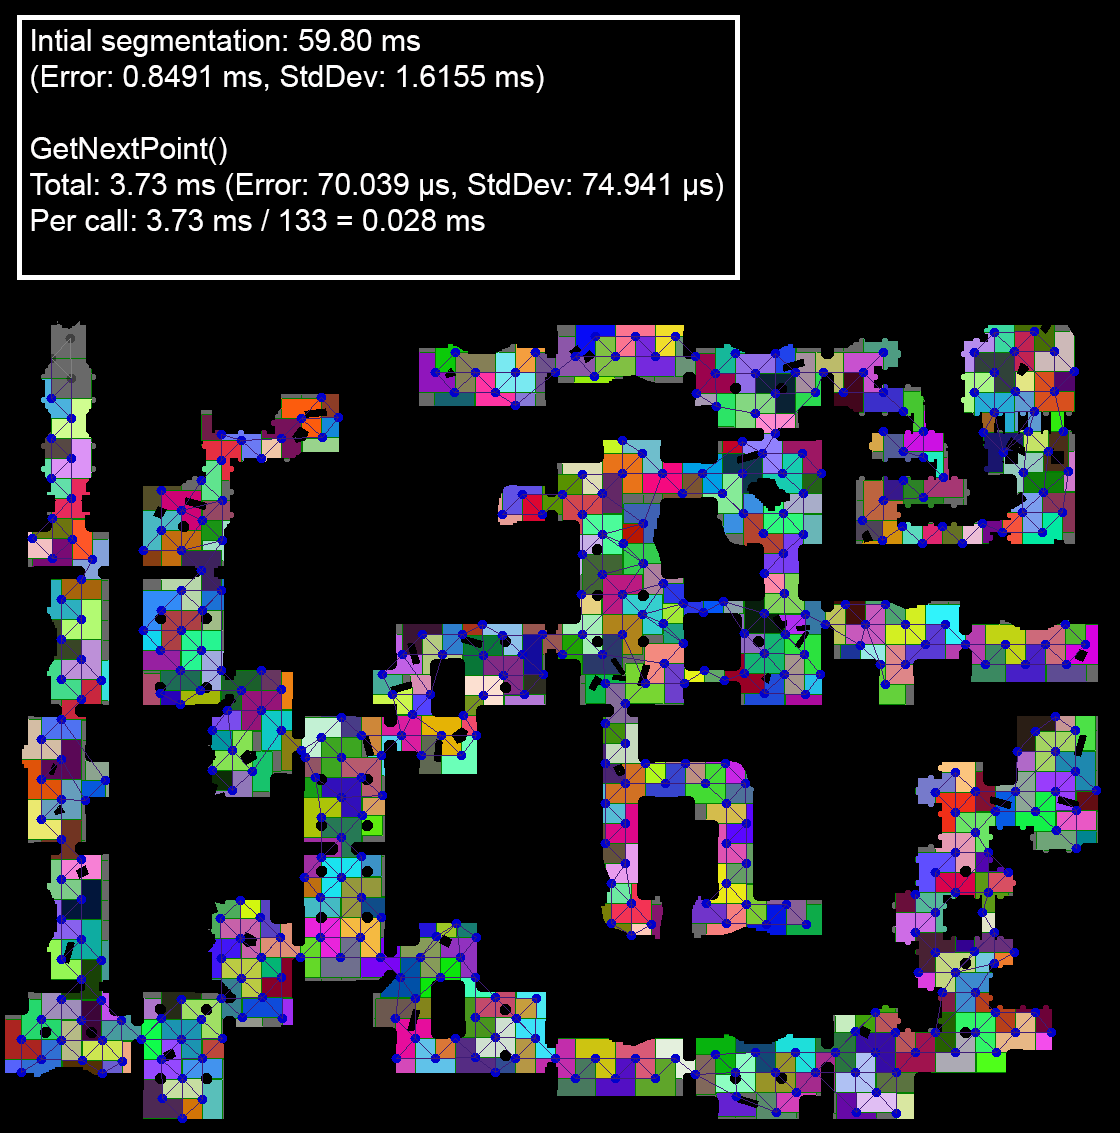 Intial segmentation: 59.80 ms
(Error: 0.8491 ms, StdDev: 1.6155 ms)
GetNextPoint()
Total: 3.73 ms (Error: 70.039 µs, StdDev: 74.941 µs)
Per call: 3.73 ms / 133 = 0.028 ms